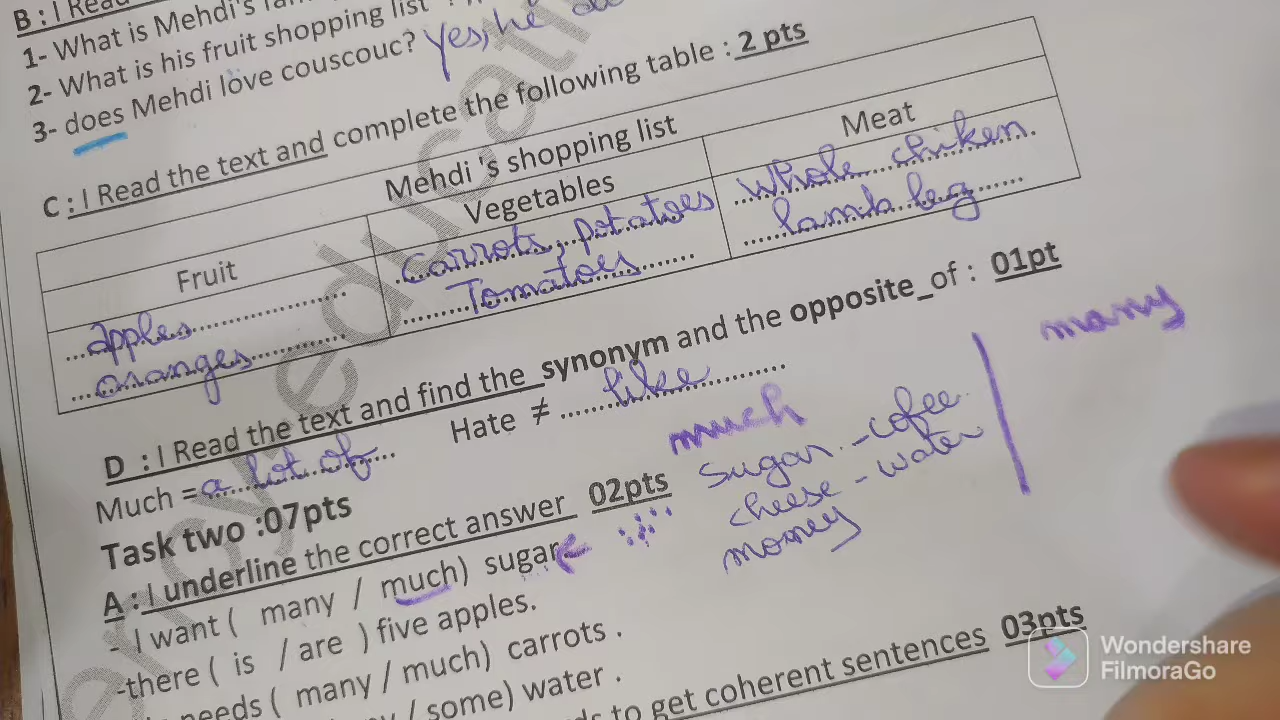 B : I Read
1- What is Mehdi's
2- What is his fruit shopping list ?
3- does Mehdi love couscouc? Yes, he
C : I Read the text and complete the following table : 2 pts
Mehdi 's shopping list
Fruit Vegetables Meat
apples
oranges
Carrots, potatoes
Tomatoes
Whole chiken.
lamb leg
D : I Read the text and find the synonym and the opposite of : 01pt
Much = a lot of Hate ≠ like
Task two :07pts
A : I underline the correct answer 02pts
- I want ( many / much) sugar
-there ( is / are ) five apples.
needs ( many / much) carrots .
/ some) water .
to get coherent sentences 03pts
much
Sugar - cofee
cheese - water
money
many
Wondershare
FilmoraGo